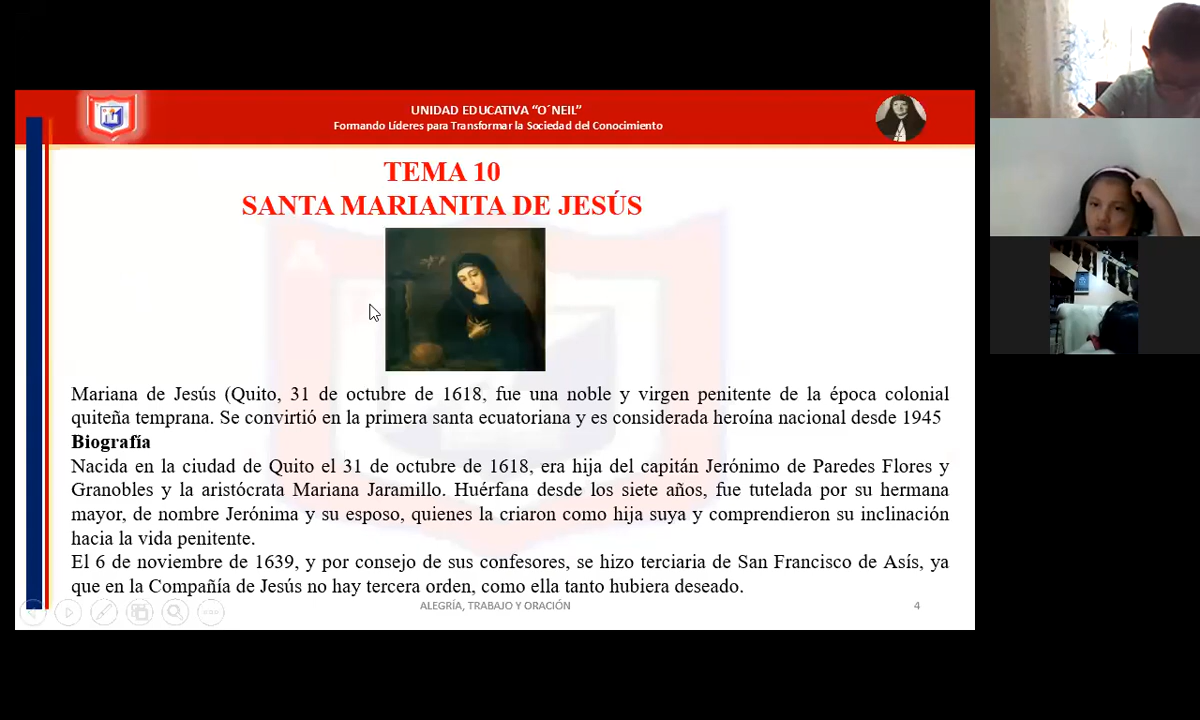 UNIDAD EDUCATIVA “O´NEIL”
Formando Líderes para Transformar la Sociedad del Conocimiento
TEMA 10
SANTA MARIANITA DE JESÚS
Mariana de Jesús (Quito, 31 de octubre de 1618, fue una noble y virgen penitente de la época colonial
quiteña temprana. Se convirtió en la primera santa ecuatoriana y es considerada heroína nacional desde 1945
Biografía
Nacida en la ciudad de Quito el 31 de octubre de 1618, era hija del capitán Jerónimo de Paredes Flores y
Granobles y la aristócrata Mariana Jaramillo. Huérfana desde los siete años, fue tutelada por su hermana
mayor, de nombre Jerónima y su esposo, quienes la criaron como hija suya y comprendieron su inclinación
hacia la vida penitente.
El 6 de noviembre de 1639, y por consejo de sus confesores, se hizo terciaria de San Francisco de Asís, ya
que en la Compañía de Jesús no hay tercera orden, como ella tanto hubiera deseado.
ALEGRÍA, TRABAJO Y ORACIÓN
4